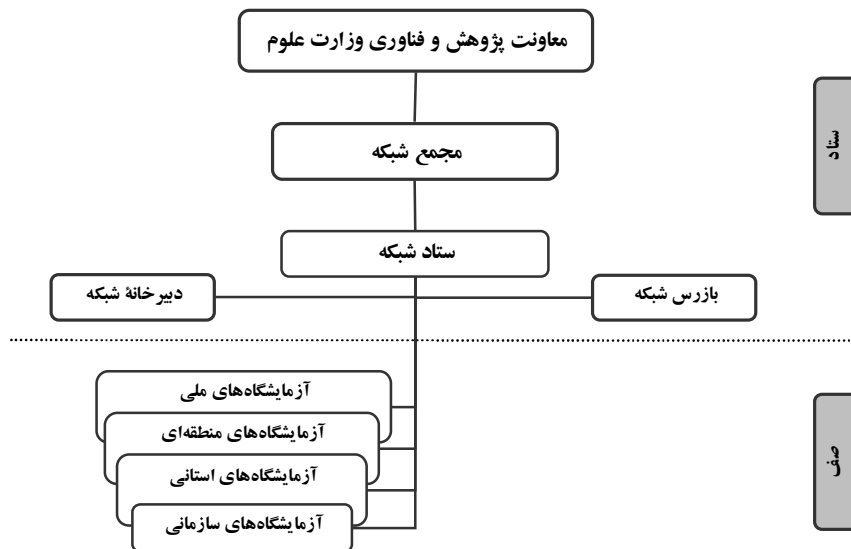 معاونت پژوهش و فناوری وزارت علوم
مجمع شبکه
ستاد
ستاد شبکه
بازرس شبکه
دبیرخانهٔ شبکه
آزمایشگاه‌های ملی
آزمایشگاه‌های منطقه‌ای
آزمایشگاه‌های استانی
آزمایشگاه‌های سازمانی
صف